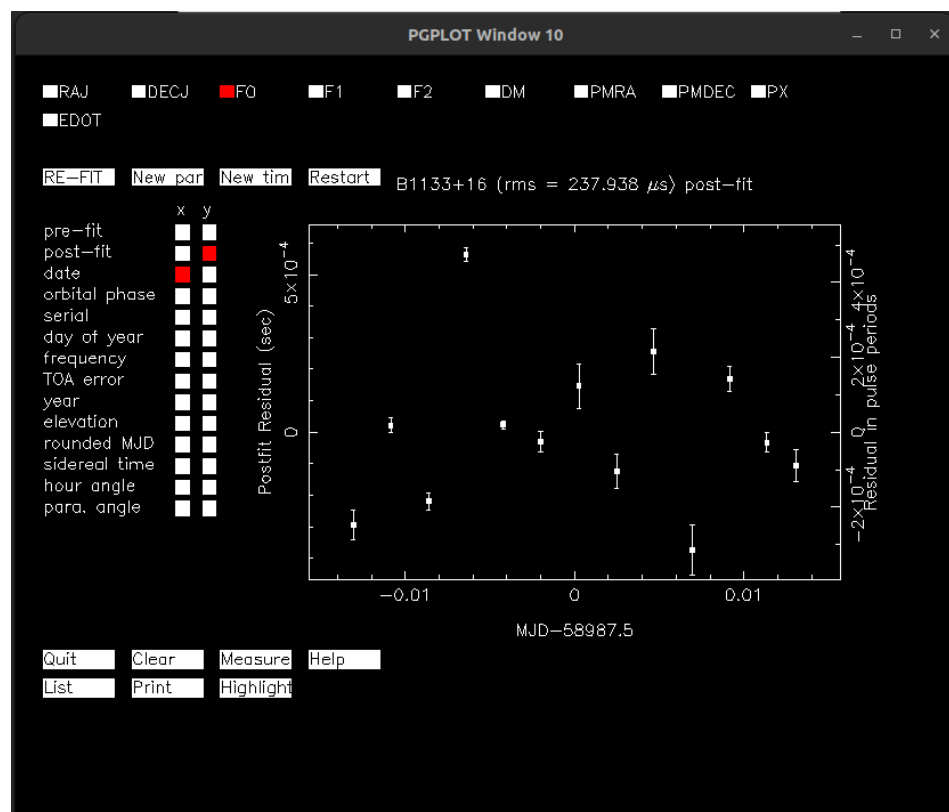 PGPLOT Window 10
RAJ DECJ F0 F1 F2 DM PMRA PMDEC PX
EDOT
RE-FIT New par New tim Restart
B1133+16 (rms = 237.938 μs) post-fit
x y
pre-fit
post-fit
date
orbital phase
serial
day of year
frequency
TOA error
year
elevation
rounded MJD
sidereal time
hour angle
para. angle
Postfit Residual (sec)
0 5×10⁻⁴
-0.01 0 0.01
MJD-58987.5
-2×10⁻⁴ 0 2×10⁻⁴ 4×10⁻⁴
Residual in pulse periods
Quit Clear Measure Help
List Print Highlight